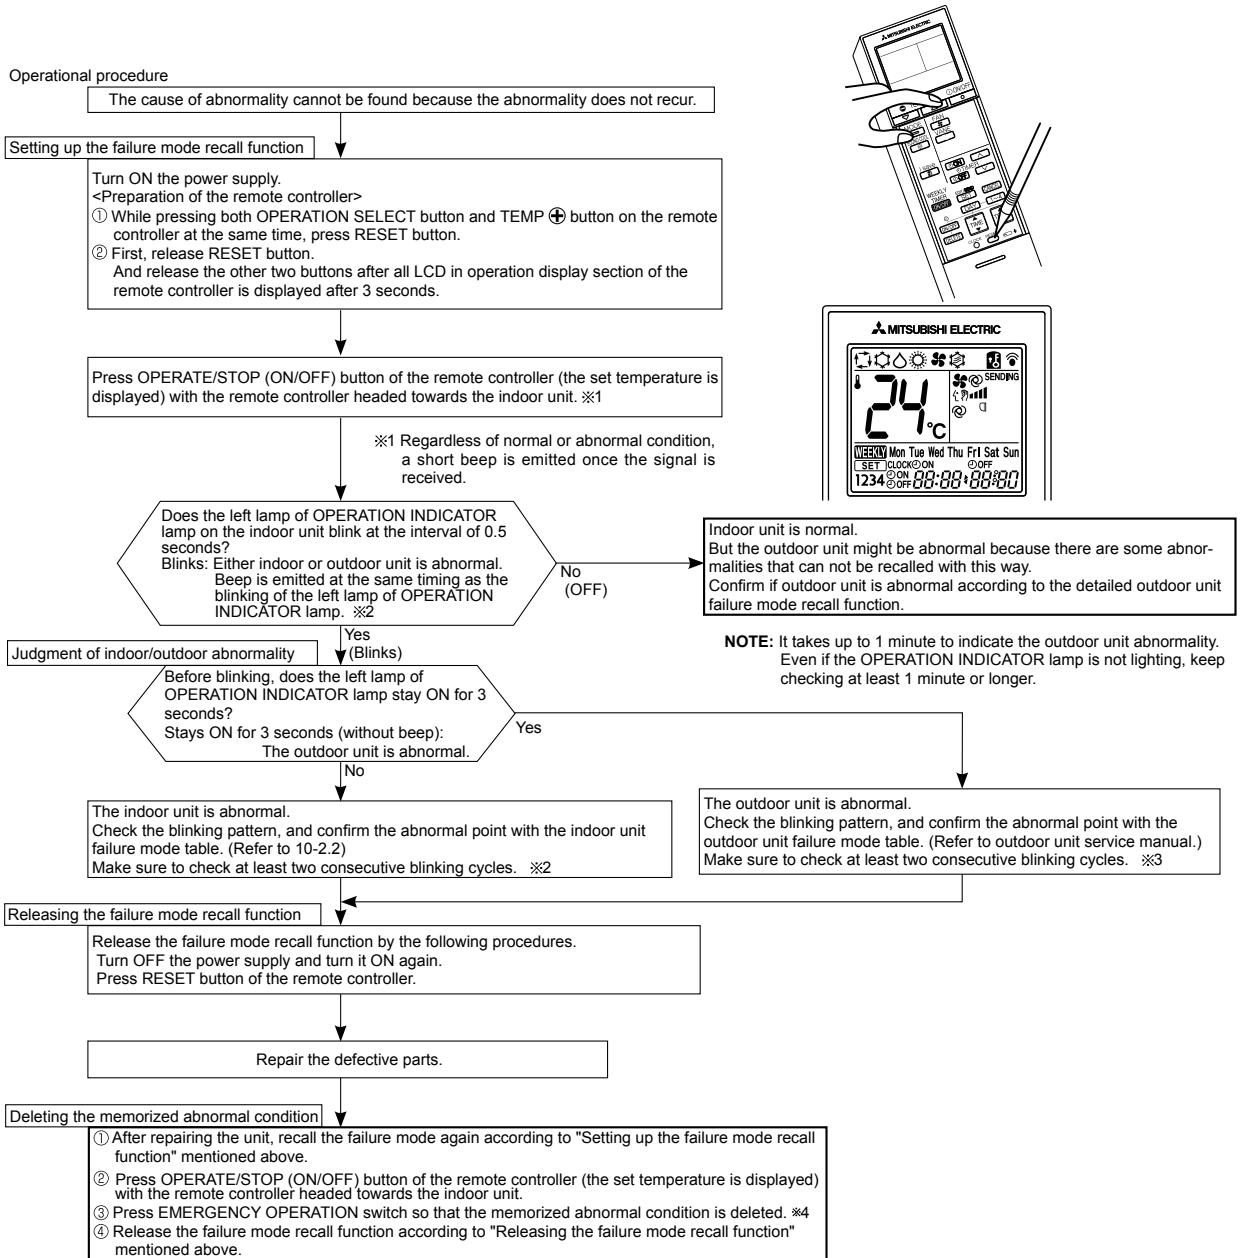 Operational procedure
The cause of abnormality cannot be found because the abnormality does not recur.
Setting up the failure mode recall function
Turn ON the power supply.
<Preparation of the remote controller>
① While pressing both OPERATION SELECT button and TEMP ⊕ button on the remote
controller at the same time, press RESET button.
② First, release RESET button.
And release the other two buttons after all LCD in operation display section of the
remote controller is displayed after 3 seconds.
Press OPERATE/STOP (ON/OFF) button of the remote controller (the set temperature is
displayed) with the remote controller headed towards the indoor unit. ※1
※1 Regardless of normal or abnormal condition,
a short beep is emitted once the signal is
received.
MITSUBISHI ELECTRIC
ON/OFF
FAN
MODE
VANE
WEEKLY
TIMER
TIME
CLOCK
MITSUBISHI ELECTRIC
SENDING
24°C
WEEKLY Mon Tue Wed Thu Fri Sat Sun
SET CLOCK ON OFF
1234 ON
OFF 88:88 88:80
Does the left lamp of OPERATION INDICATOR
lamp on the indoor unit blink at the interval of 0.5
seconds?
Blinks: Either indoor or outdoor unit is abnormal.
Beep is emitted at the same timing as the
blinking of the left lamp of OPERATION
INDICATOR lamp. ※2
No
(OFF)
Indoor unit is normal.
But the outdoor unit might be abnormal because there are some abnor-
malities that can not be recalled with this way.
Confirm if outdoor unit is abnormal according to the detailed outdoor unit
failure mode recall function.
NOTE: It takes up to 1 minute to indicate the outdoor unit abnormality.
Even if the OPERATION INDICATOR lamp is not lighting, keep
checking at least 1 minute or longer.
Yes
(Blinks)
Judgment of indoor/outdoor abnormality
Before blinking, does the left lamp of
OPERATION INDICATOR lamp stay ON for 3
seconds?
Stays ON for 3 seconds (without beep):
The outdoor unit is abnormal.
Yes
No
The indoor unit is abnormal.
Check the blinking pattern, and confirm the abnormal point with the indoor unit
failure mode table. (Refer to 10-2.2)
Make sure to check at least two consecutive blinking cycles. ※2
The outdoor unit is abnormal.
Check the blinking pattern, and confirm the abnormal point with the
outdoor unit failure mode table. (Refer to outdoor unit service manual.)
Make sure to check at least two consecutive blinking cycles. ※3
Releasing the failure mode recall function
Release the failure mode recall function by the following procedures.
Turn OFF the power supply and turn it ON again.
Press RESET button of the remote controller.
Repair the defective parts.
Deleting the memorized abnormal condition
① After repairing the unit, recall the failure mode again according to "Setting up the failure mode recall
function" mentioned above.
② Press OPERATE/STOP (ON/OFF) button of the remote controller (the set temperature is displayed)
with the remote controller headed towards the indoor unit.
③ Press EMERGENCY OPERATION switch so that the memorized abnormal condition is deleted. ※4
④ Release the failure mode recall function according to "Releasing the failure mode recall function"
mentioned above.